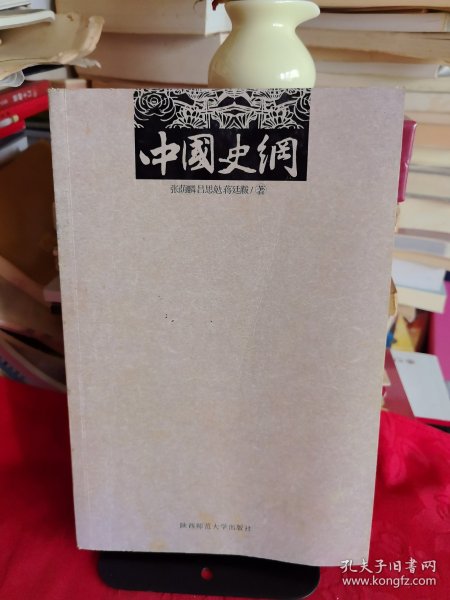 中國史綱
张荫麟 吕思勉 蒋廷黻/著
陕西师范大学出版社
孔夫子旧书网
www.kongfz.com